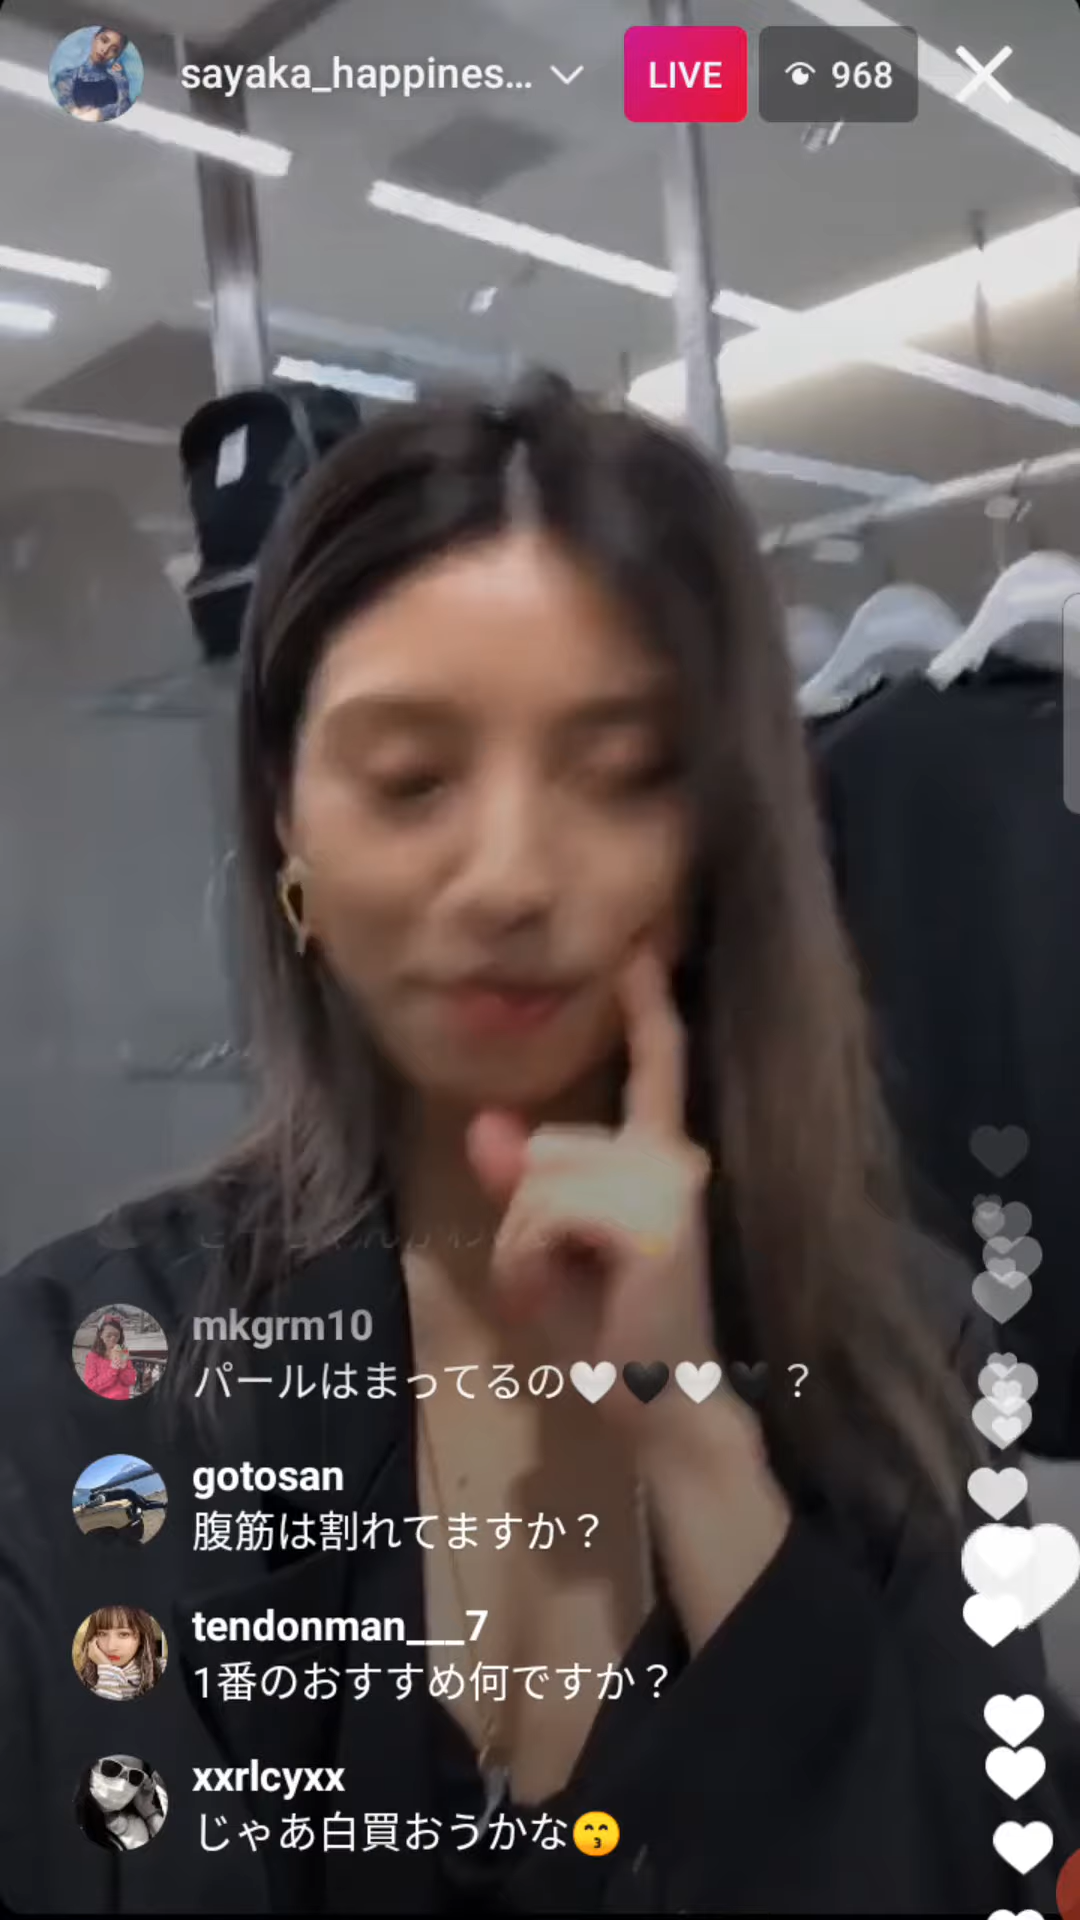 sayaka_happines...
LIVE
968
mkgrm10
パールはまってるの🤍🖤🤍🖤？
gotosan
腹筋は割れてますか？
tendonman___7
1番のおすすめ何ですか？
xxrlcyxx
じゃあ白買おうかな😙